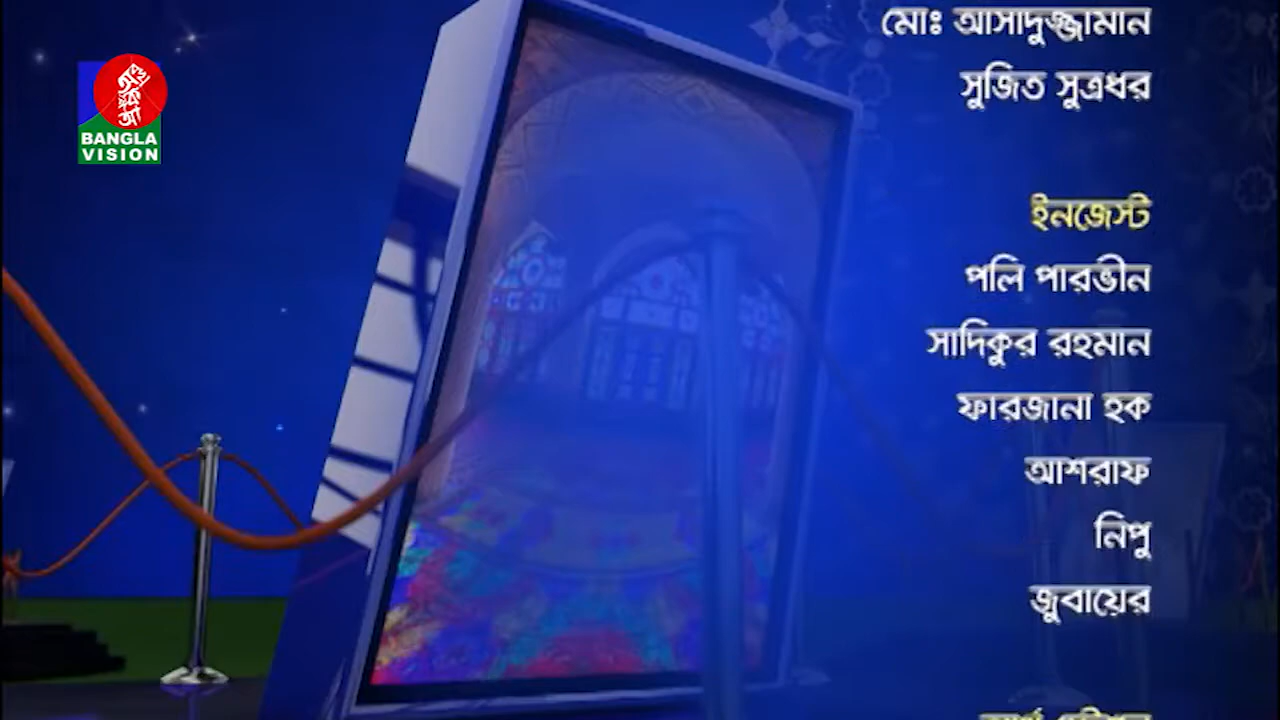 BANGLA
VISION
মোঃ আসাদুজ্জামান
সুজিত সুত্রধর
ইনজেস্ট
পলি পারভীন
সাদিকুর রহমান
ফারজানা হক
আশরাফ
নিপু
জুবায়ের